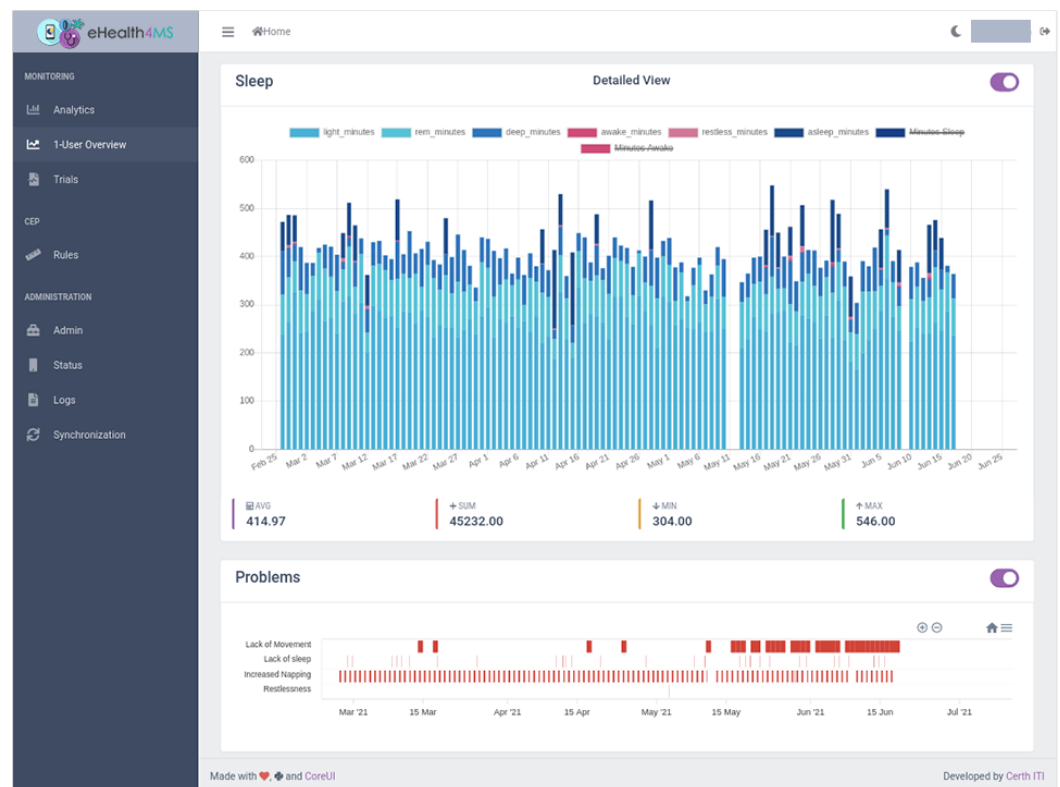 eHealth4MS
Home
MONITORING
Analytics
1-User Overview
Trials
CEP
Rules
ADMINISTRATION
Admin
Status
Logs
Synchronization
Sleep
Detailed View
light_minutes rem_minutes deep_minutes awake_minutes restless_minutes asleep_minutes Minutes Sleep
Minutes Awake
600
500
400
300
200
100
0
Feb 25 Mar 2 Mar 7 Mar 12 Mar 17 Mar 22 Mar 27 Apr 1 Apr 6 Apr 11 Apr 16 Apr 21 Apr 26 May 1 May 6 May 11 May 16 May 21 May 26 May 31 Jun 5 Jun 10 Jun 15 Jun 20 Jun 25
AVG SUM MIN MAX
414.97 45232.00 304.00 546.00
Problems
Lack of Movement
Lack of sleep
Increased Napping
Restlessness
Mar '21 15 Mar Apr '21 15 Apr May '21 15 May Jun '21 15 Jun Jul '21
Made with ❤, and CoreUI Developed by Certh ITI